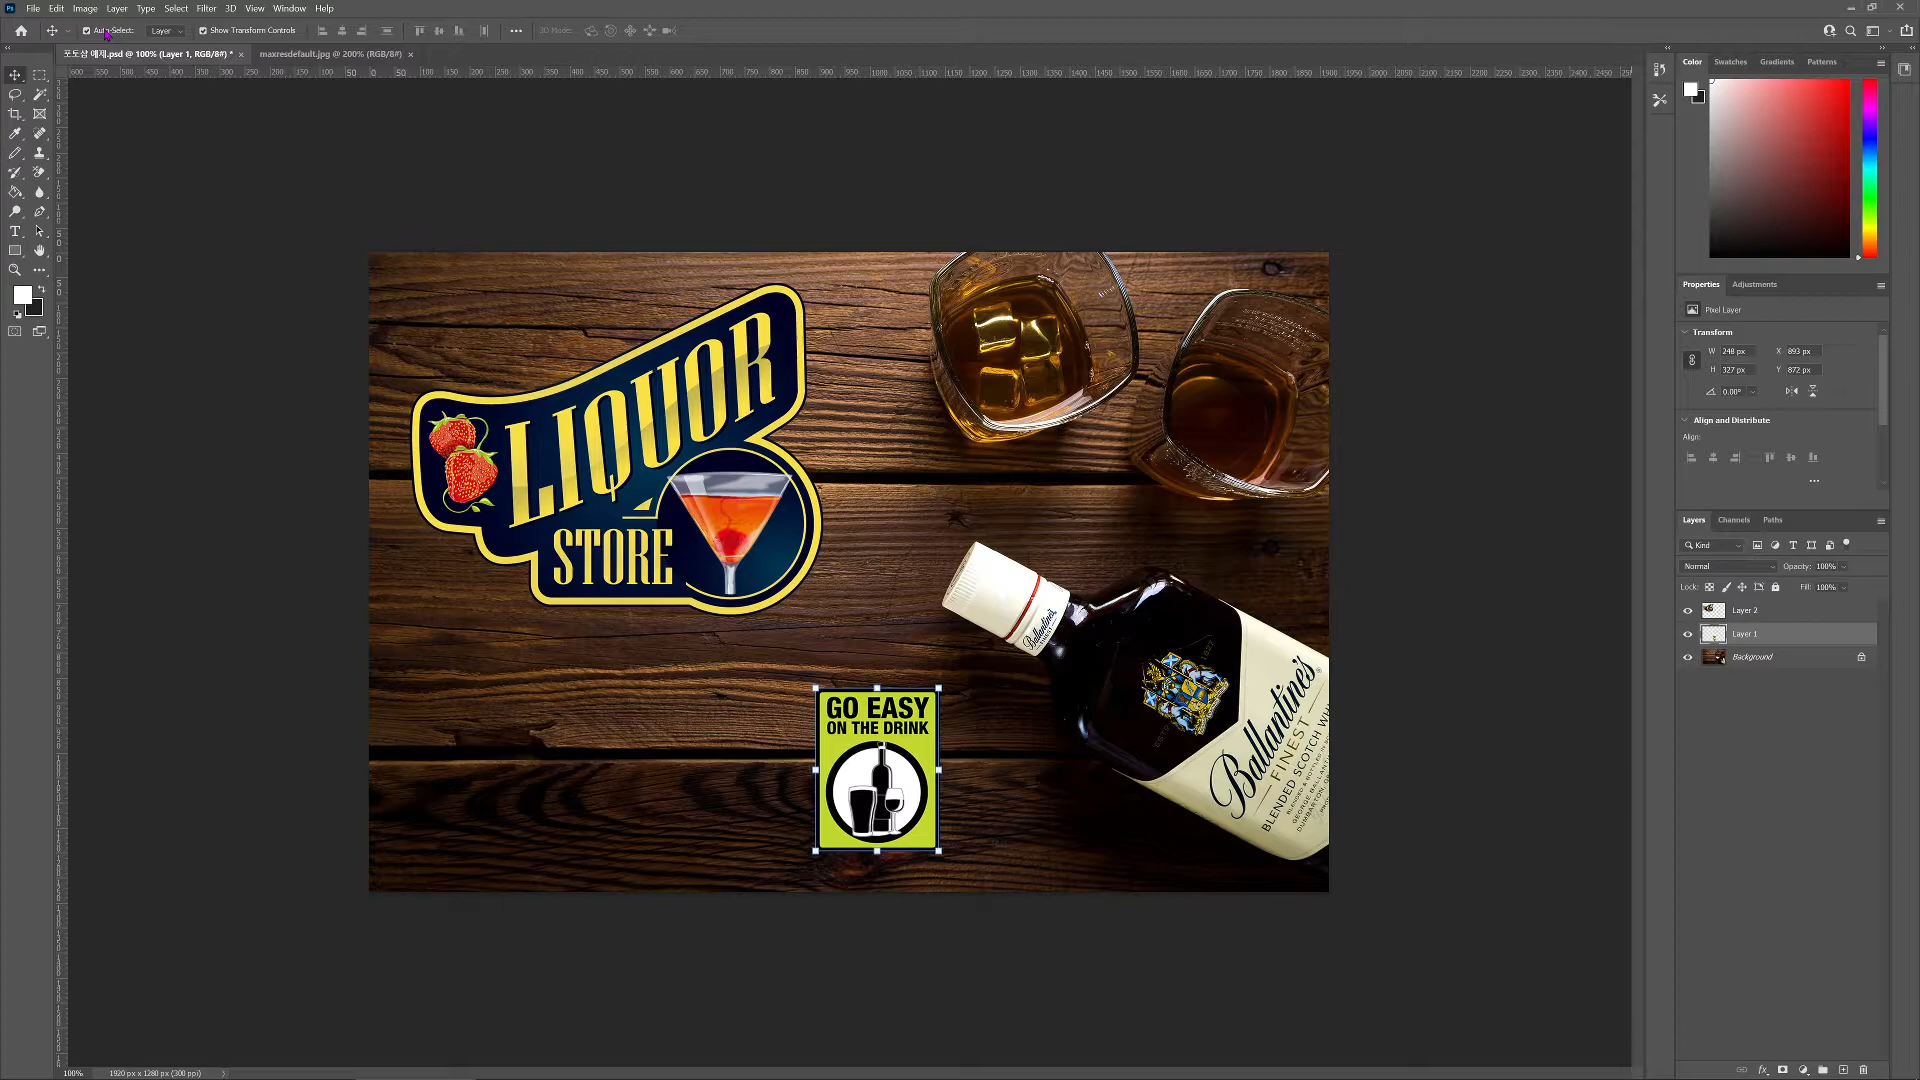 File Edit Image Layer Type Select Filter 3D View Window Help
Auto-Select: Layer Show Transform Controls 3D Mode:
포토샵 예제.psd @ 100% (Layer 1, RGB/8#) * × maxresdefault.jpg @ 200% (RGB/8#) ×
Color Swatches Gradients Patterns
LIQUOR
STORE
Ballantine's
FINEST
GO EASY
ON THE DRINK
Ballantine's
FINEST
BLENDED SCOTCH
Properties Adjustments
Pixel Layer
Transform
W 248 px X 893 px
H 327 px Y 872 px
0.00°
Align and Distribute
Align:
Layers Channels Paths
Kind
Normal Opacity: 100%
Lock: Fill: 100%
Layer 2
Layer 1
Background
100% 1920 px x 1280 px (300 ppi)